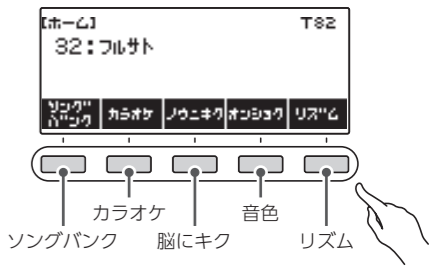 [ホーム] T82
32:フルサト
ソング
バンク カラオケ ノウニキク オンショク リズム
カラオケ 音色
ソングバンク 脳にキク リズム